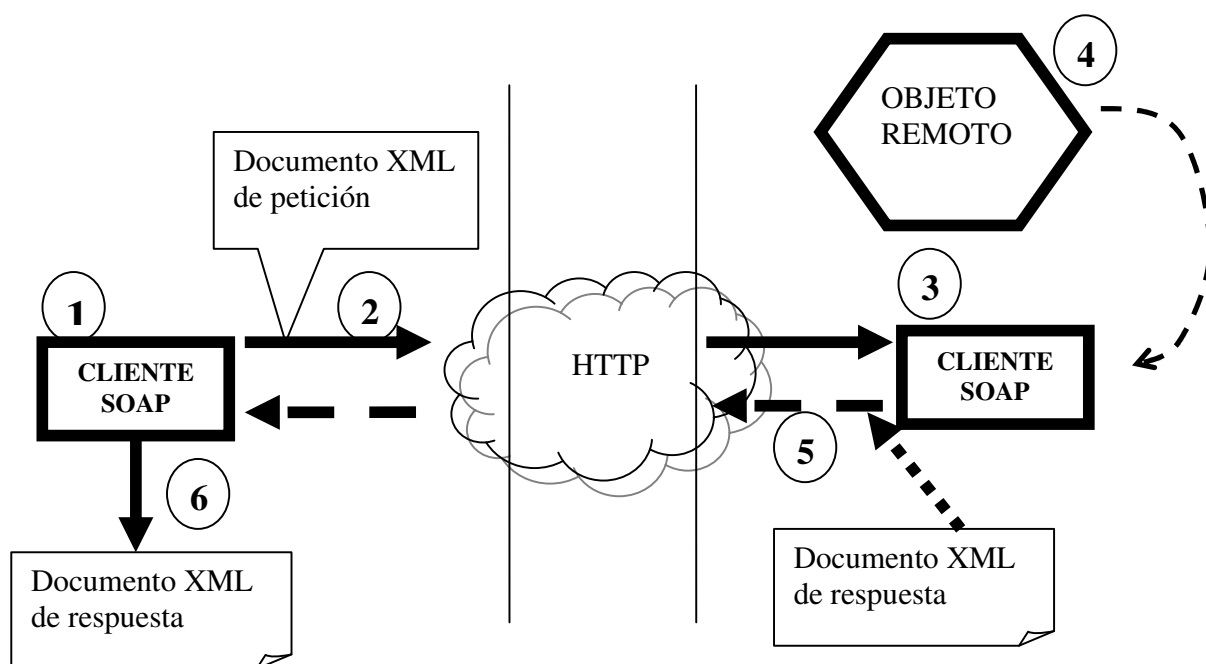 4
OBJETO
REMOTO
Documento XML
de petición
1
2
3
CLIENTE
SOAP
HTTP
CLIENTE
SOAP
5
6
Documento XML
de respuesta
Documento XML
de respuesta